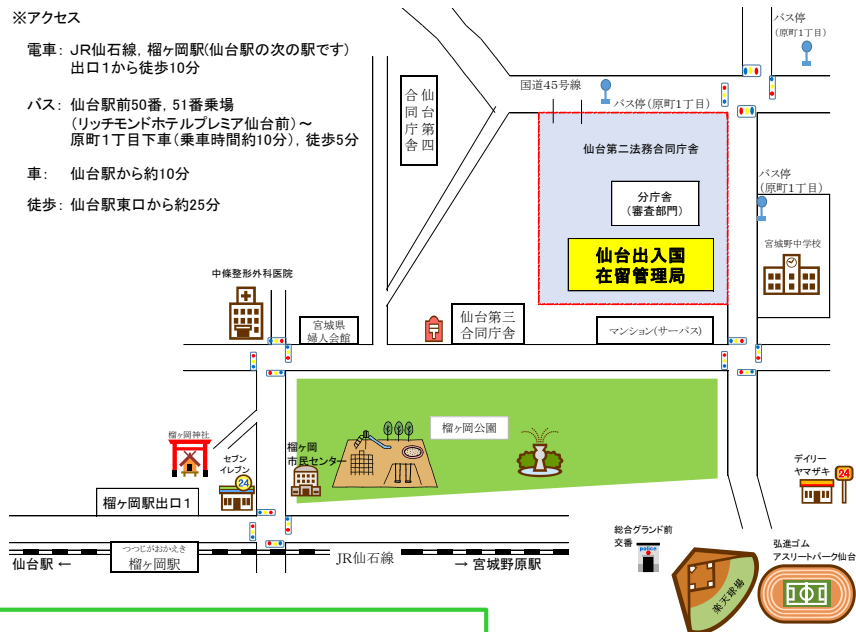 ※アクセス
電車： JR仙石線，榴ヶ岡駅(仙台駅の次の駅です)
出口1から徒歩10分
バス： 仙台駅前50番，51番乗場
(リッチモンドホテルプレミア仙台前)～
原町1丁目下車(乗車時間約10分)，徒歩5分
車： 仙台駅から約10分
徒歩： 仙台駅東口から約25分
バス停
(原町1丁目)
国道45号線
バス停(原町1丁目)
仙台第四
合同庁舎
仙台第二法務合同庁舎
分庁舎
(審査部門)
仙台出入国
在留管理局
バス停
(原町1丁目)
宮城野中学校
中條整形外科医院
宮城県
婦人会館
仙台第三
合同庁舎
マンション(サーパス)
榴ヶ岡公園
榴ヶ岡神社
セブン
イレブン
24
榴ヶ岡
市民センター
デイリー
ヤマザキ
24
榴ヶ岡駅出口1
総合グランド前
交番
police
弘進ゴム
アスリートパーク仙台
楽天球場
仙台駅 ←
つつじがおかえき
榴ヶ岡駅
JR仙石線
→ 宮城野原駅